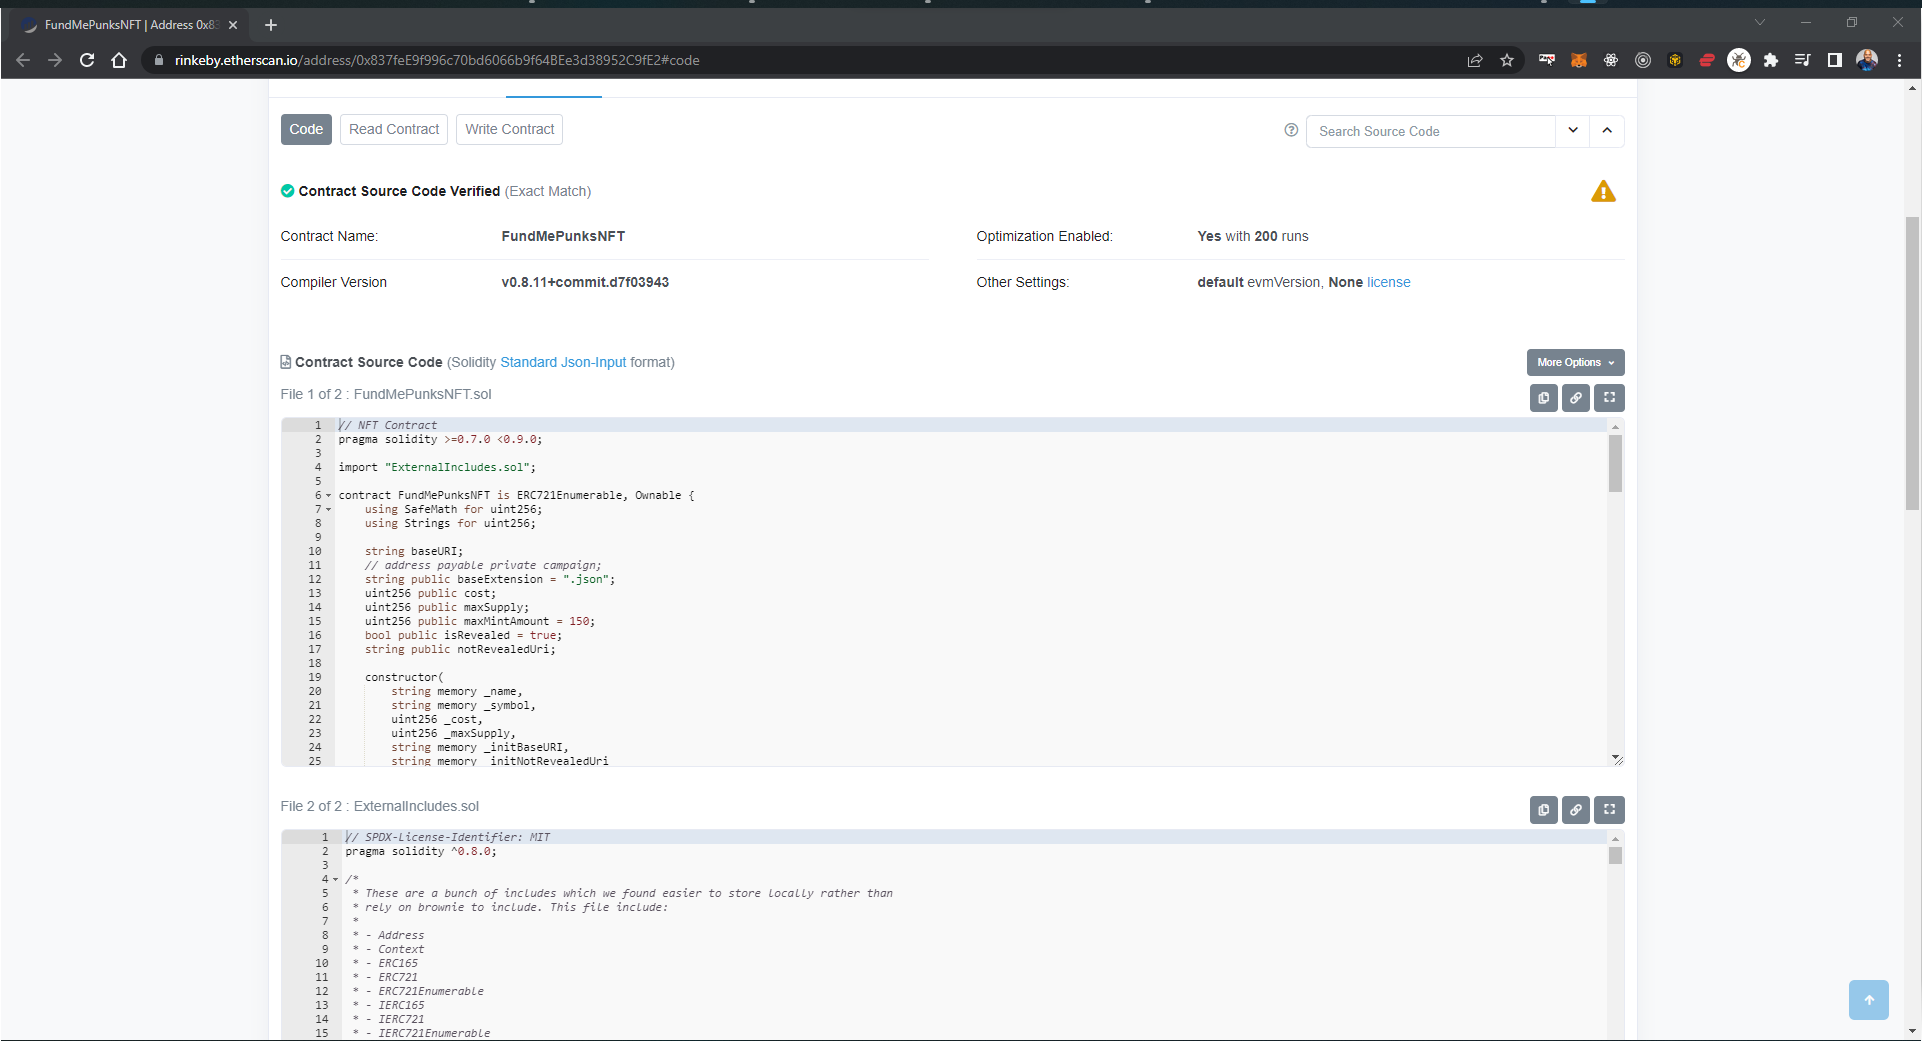 FundMePunksNFT | Address 0x83
rinkeby.etherscan.io/address/0x837feE9f996c70bd6066b9f64BEe3d38952C9fE2#code
Code Read Contract Write Contract Search Source Code
Contract Source Code Verified (Exact Match)
Contract Name: FundMePunksNFT Optimization Enabled: Yes with 200 runs
Compiler Version v0.8.11+commit.d7f03943 Other Settings: default evmVersion, None license
Contract Source Code (Solidity Standard Json-Input format) More Options
File 1 of 2 : FundMePunksNFT.sol
1 // NFT Contract
2 pragma solidity >=0.7.0 <0.9.0;
3
4 import "ExternalIncludes.sol";
5
6 contract FundMePunksNFT is ERC721Enumerable, Ownable {
7 using SafeMath for uint256;
8 using Strings for uint256;
9
10 string baseURI;
11 // address payable private campaign;
12 string public baseExtension = ".json";
13 uint256 public cost;
14 uint256 public maxSupply;
15 uint256 public maxMintAmount = 150;
16 bool public isRevealed = true;
17 string public notRevealedUri;
18
19 constructor(
20 string memory _name,
21 string memory _symbol,
22 uint256 _cost,
23 uint256 _maxSupply,
24 string memory _initBaseURI,
25 string memory _initNotRevealedUri
File 2 of 2 : ExternalIncludes.sol
1 // SPDX-License-Identifier: MIT
2 pragma solidity ^0.8.0;
3
4 /*
5 * These are a bunch of includes which we found easier to store locally rather than
6 * rely on brownie to include. This file include:
7 *
8 * - Address
9 * - Context
10 * - ERC165
11 * - ERC721
12 * - ERC721Enumerable
13 * - IERC165
14 * - IERC721
15 * - IERC721Enumerable